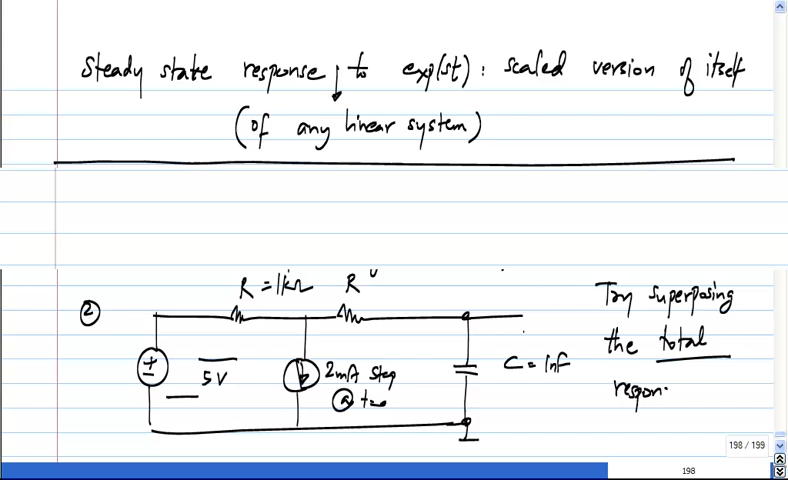 Steady state response to exp(st): scaled version of itself
(of any linear system)
② R = 1kΩ R
5V 2mA step @ t=0 C = 1nF
Try superposing the total respon.
198 / 199
198